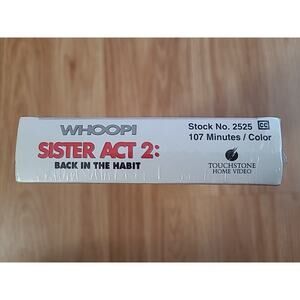 WHOOPI
SISTER ACT 2:
BACK IN THE HABIT
Stock No. 2525 CC
107 Minutes / Color
TOUCHSTONE
HOME VIDEO